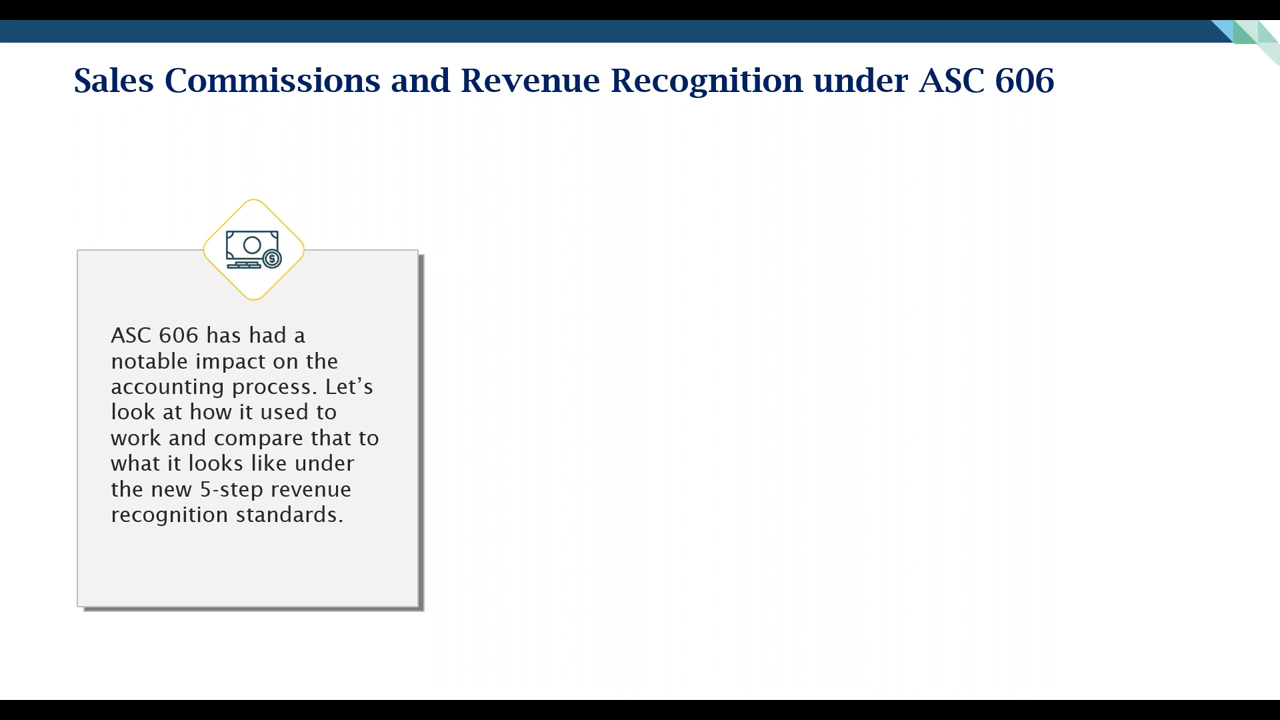 Sales Commissions and Revenue Recognition under ASC 606
$
ASC 606 has had a
notable impact on the
accounting process. Let’s
look at how it used to
work and compare that to
what it looks like under
the new 5-step revenue
recognition standards.